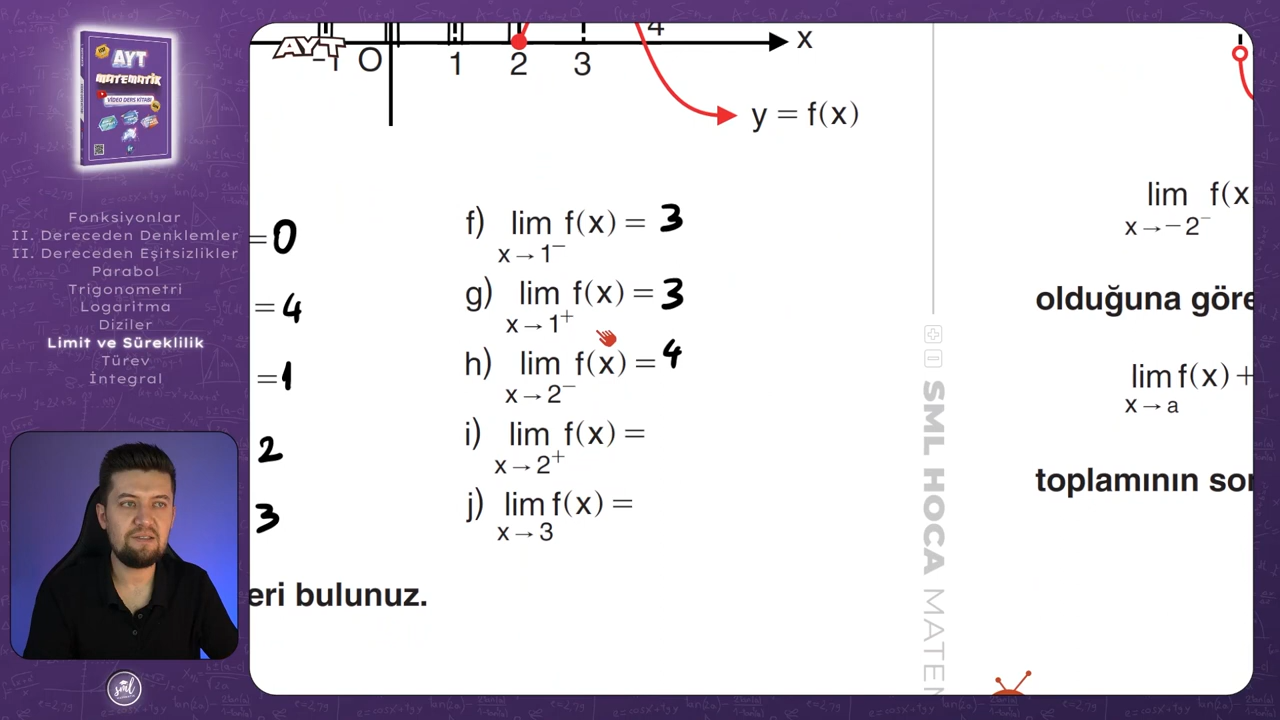 AYT
MATEMATİK
VİDEO DERS KİTABI
Fonksiyonlar
II. Dereceden Denklemler
II. Dereceden Eşitsizlikler
Parabol
Trigonometri
Logaritma
Diziler
Limit ve Süreklilik
Türev
İntegral
sml
AYT
-1 O 1 2 3 4 x
y = f(x)
= 0
= 4
= 1
2
3
f) lim f(x) = 3
x → 1⁻
g) lim f(x) = 3
x → 1⁺
h) lim f(x) = 4
x → 2⁻
i) lim f(x) =
x → 2⁺
j) lim f(x) =
x → 3
eri bulunuz.
SML HOCA MATEM
lim f(x
x → -2⁻
olduğuna göre
lim f(x) +
x → a
toplamının sor